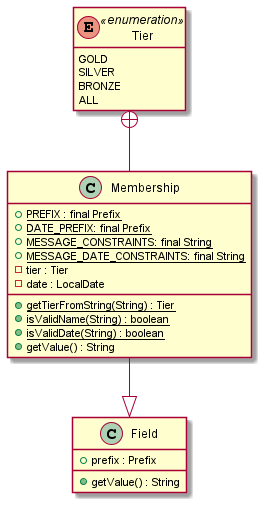 E «enumeration»
Tier
GOLD
SILVER
BRONZE
ALL
C Membership
PREFIX : final Prefix
DATE_PREFIX: final Prefix
MESSAGE_CONSTRAINTS: final String
MESSAGE_DATE_CONSTRAINTS: final String
tier : Tier
date : LocalDate
getTierFromString(String) : Tier
isValidName(String) : boolean
isValidDate(String) : boolean
getValue() : String
C Field
prefix : Prefix
getValue() : String